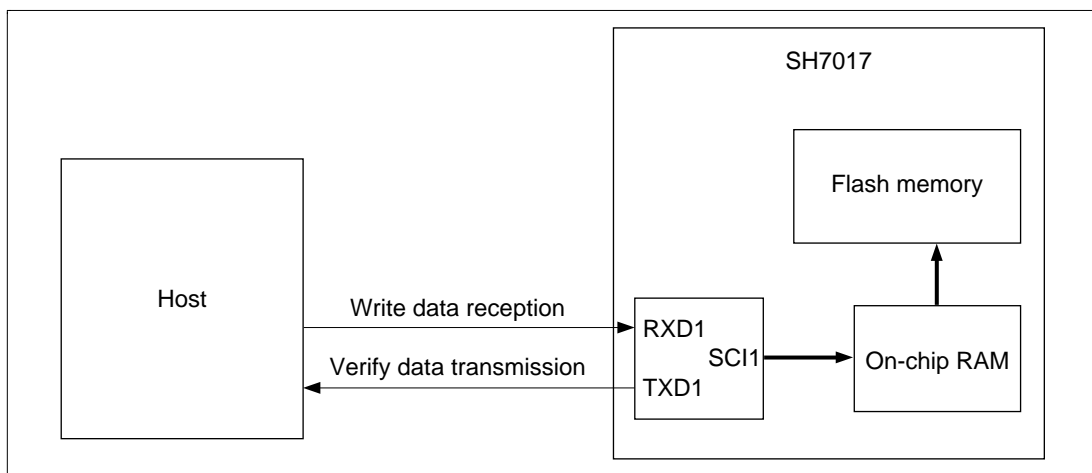 SH7017
Flash memory
Host
Write data reception
RXD1
SCI1
On-chip RAM
Verify data transmission
TXD1